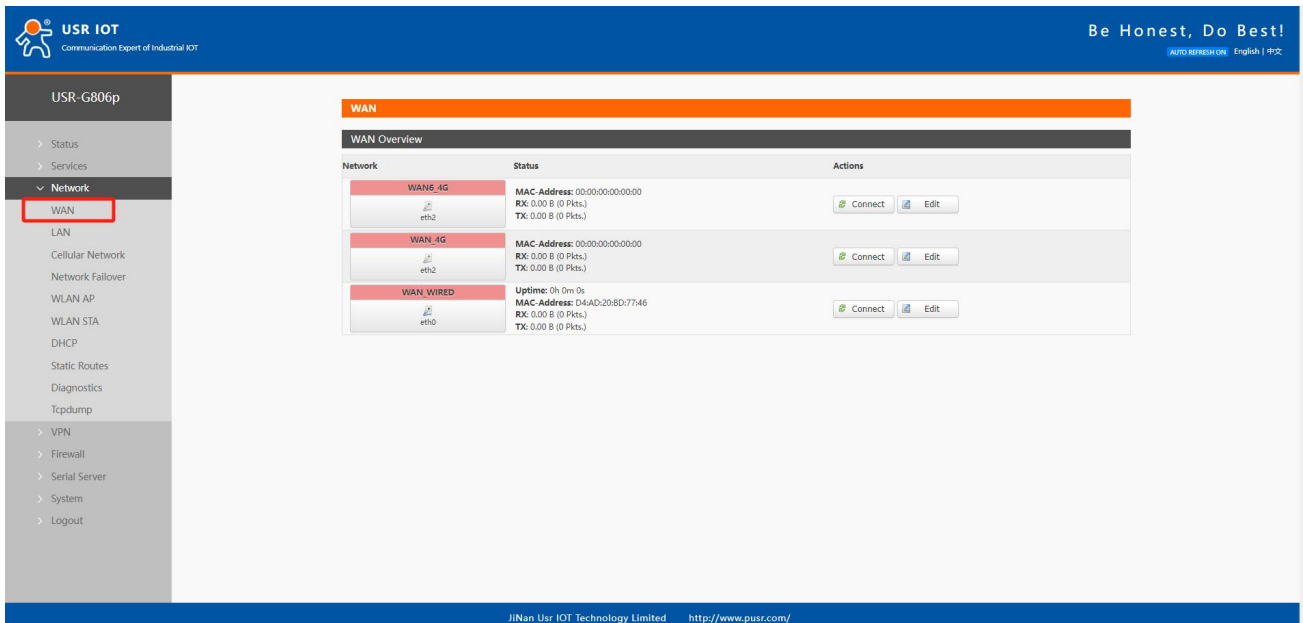 USR IOT
Communication Expert of Industrial IOT
Be Honest, Do Best!
AUTO REFRESH ON English | 中文
USR-G806p
Status
Services
Network
WAN
LAN
Cellular Network
Network Failover
WLAN AP
WLAN STA
DHCP
Static Routes
Diagnostics
Tcpdump
VPN
Firewall
Serial Server
System
Logout
WAN
WAN Overview
Network Status Actions
WAN6_4G
eth2
MAC-Address: 00:00:00:00:00:00
RX: 0.00 B (0 Pkts.)
TX: 0.00 B (0 Pkts.)
Connect Edit
WAN_4G
eth2
MAC-Address: 00:00:00:00:00:00
RX: 0.00 B (0 Pkts.)
TX: 0.00 B (0 Pkts.)
Connect Edit
WAN_WIRED
eth0
Uptime: 0h 0m 0s
MAC-Address: D4:AD:20:BD:77:46
RX: 0.00 B (0 Pkts.)
TX: 0.00 B (0 Pkts.)
Connect Edit
JiNan Usr IOT Technology Limited http://www.pusr.com/